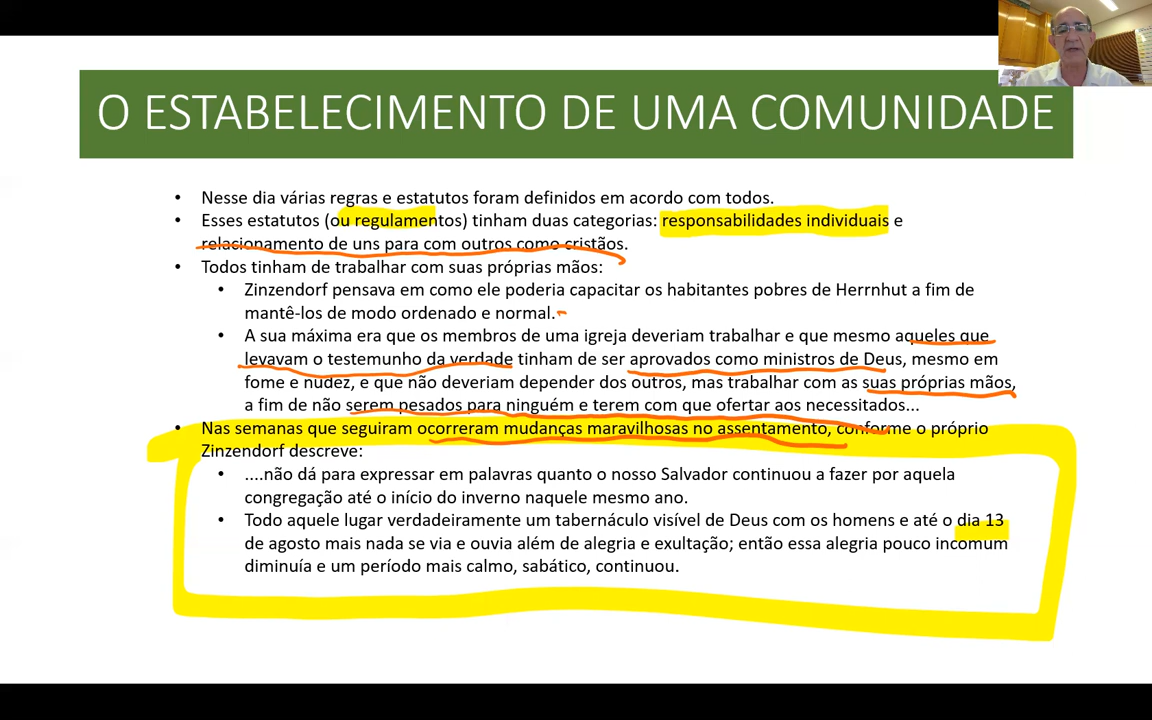 O ESTABELECIMENTO DE UMA COMUNIDADE
• Nesse dia várias regras e estatutos foram definidos em acordo com todos.
• Esses estatutos (ou regulamentos) tinham duas categorias: responsabilidades individuais e
relacionamento de uns para com outros como cristãos.
• Todos tinham de trabalhar com suas próprias mãos:
• Zinzendorf pensava em como ele poderia capacitar os habitantes pobres de Herrnhut a fim de
mantê-los de modo ordenado e normal.
• A sua máxima era que os membros de uma igreja deveriam trabalhar e que mesmo aqueles que
levavam o testemunho da verdade tinham de ser aprovados como ministros de Deus, mesmo em
fome e nudez, e que não deveriam depender dos outros, mas trabalhar com as suas próprias mãos,
a fim de não serem pesados para ninguém e terem com que ofertar aos necessitados...
• Nas semanas que seguiram ocorreram mudanças maravilhosas no assentamento, conforme o próprio
Zinzendorf descreve:
• ....não dá para expressar em palavras quanto o nosso Salvador continuou a fazer por aquela
congregação até o início do inverno naquele mesmo ano.
• Todo aquele lugar verdadeiramente um tabernáculo visível de Deus com os homens e até o dia 13
de agosto mais nada se via e ouvia além de alegria e exultação; então essa alegria pouco incomum
diminuía e um período mais calmo, sabático, continuou.